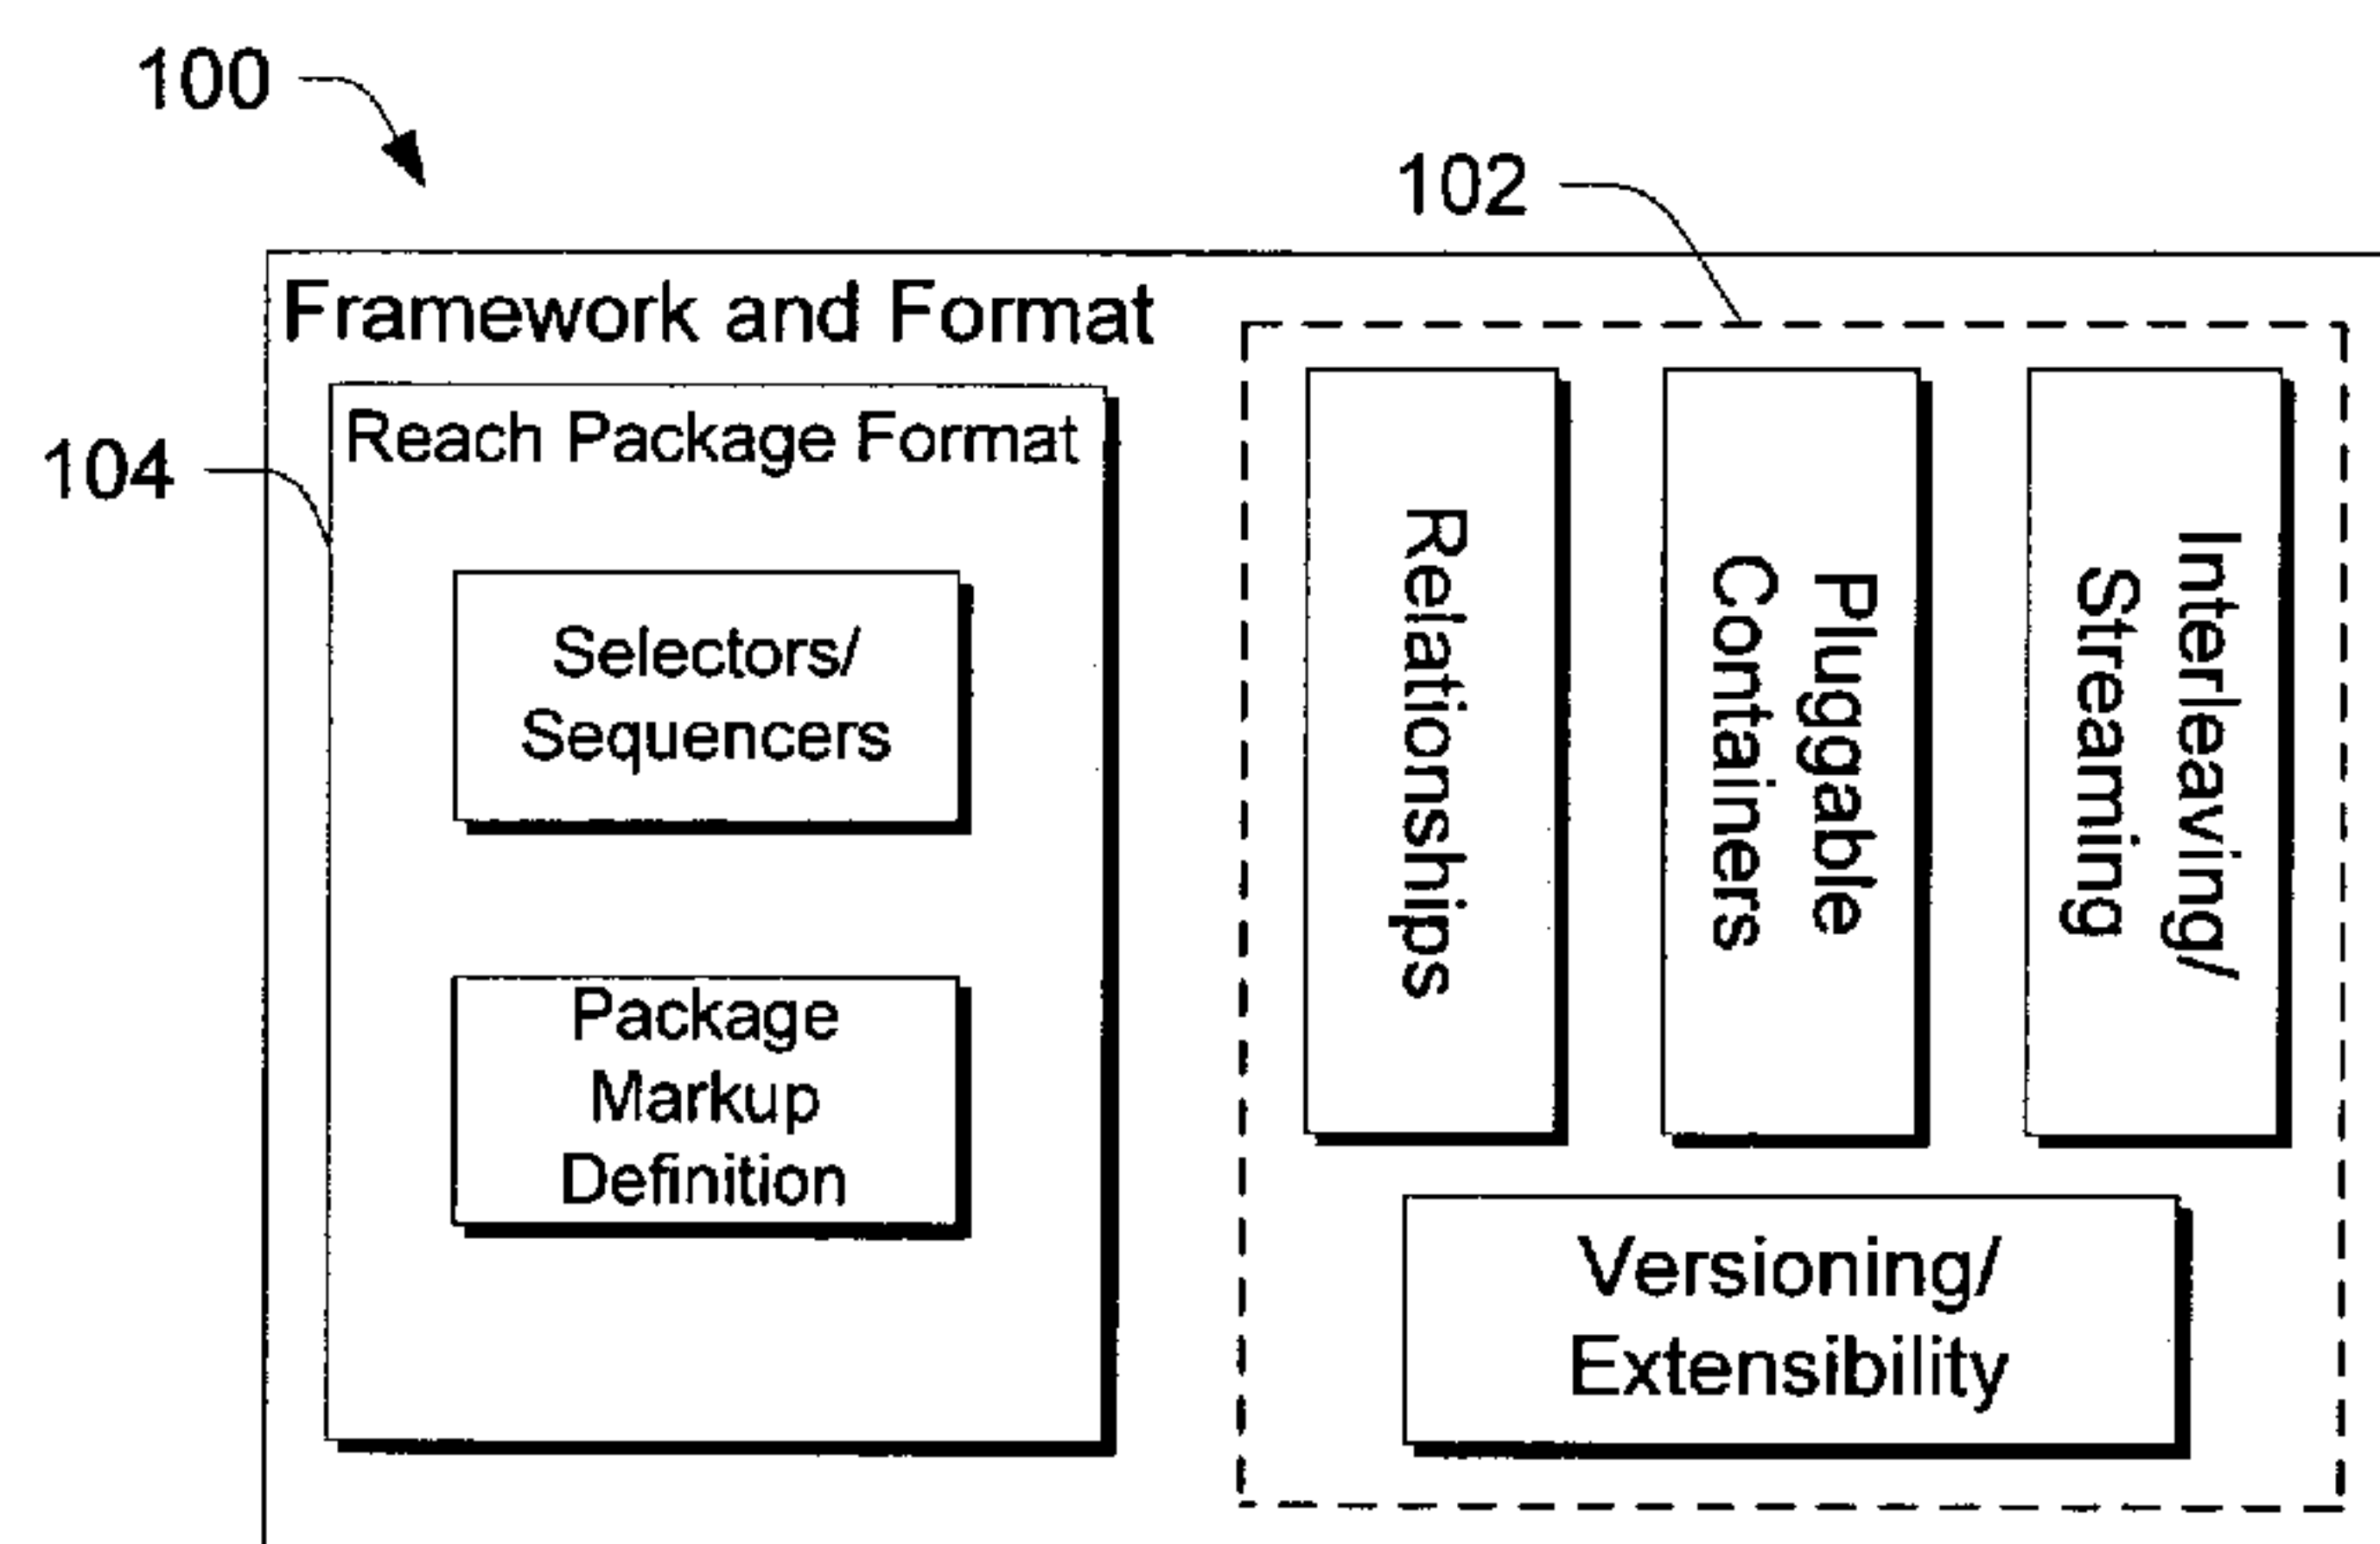 100
102
Framework and Format
104
Reach Package Format
Selectors/
Sequencers
Package
Markup
Definition
Relationships
Pluggable
Containers
Interleaving/
Streaming
Versioning/
Extensibility